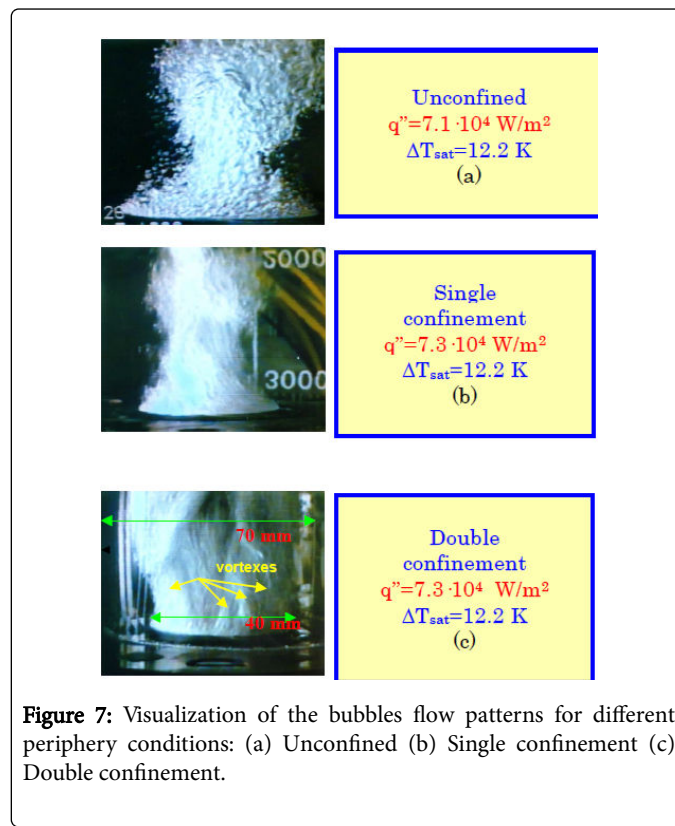 Unconfined
q"=7.1·10⁴ W/m²
ΔTsat=12.2 K
(a)
2000
3000
Single
confinement
q"=7.3·10⁴ W/m²
ΔTsat=12.2 K
(b)
70 mm
vortexes
40 mm
Double
confinement
q"=7.3·10⁴ W/m²
ΔTsat=12.2 K
(c)
Figure 7: Visualization of the bubbles flow patterns for different
periphery conditions: (a) Unconfined (b) Single confinement (c)
Double confinement.